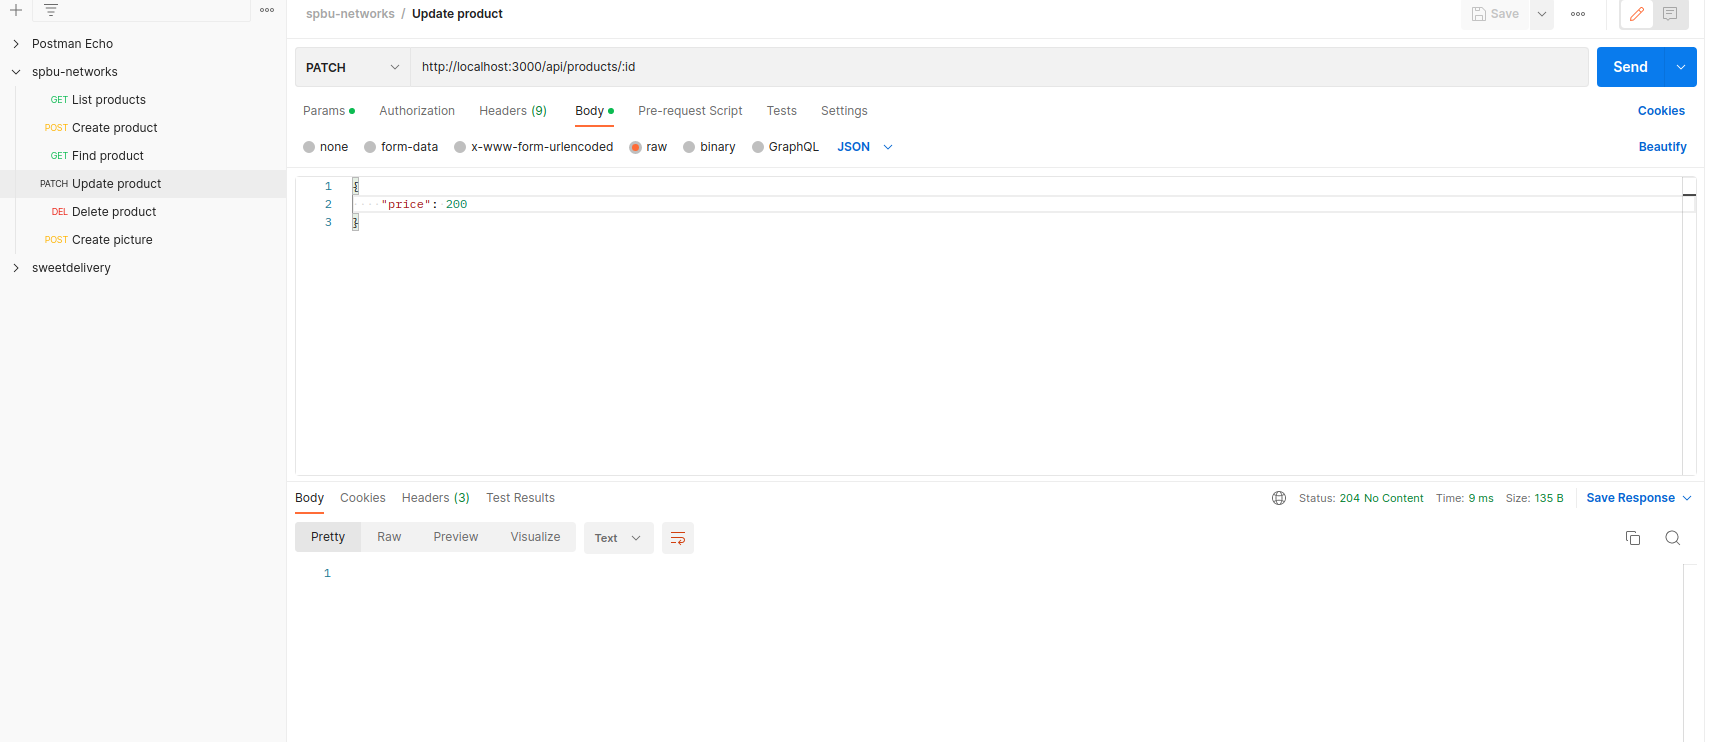 spbu-networks / Update product
Save
Postman Echo
spbu-networks
GET List products
POST Create product
GET Find product
PATCH Update product
DEL Delete product
POST Create picture
sweetdelivery
PATCH http://localhost:3000/api/products/:id Send
Params Authorization Headers (9) Body Pre-request Script Tests Settings Cookies
none form-data x-www-form-urlencoded raw binary GraphQL JSON Beautify
1 {
2 "price": 200
3 }
Body Cookies Headers (3) Test Results Status: 204 No Content Time: 9 ms Size: 135 B Save Response
Pretty Raw Preview Visualize Text
1